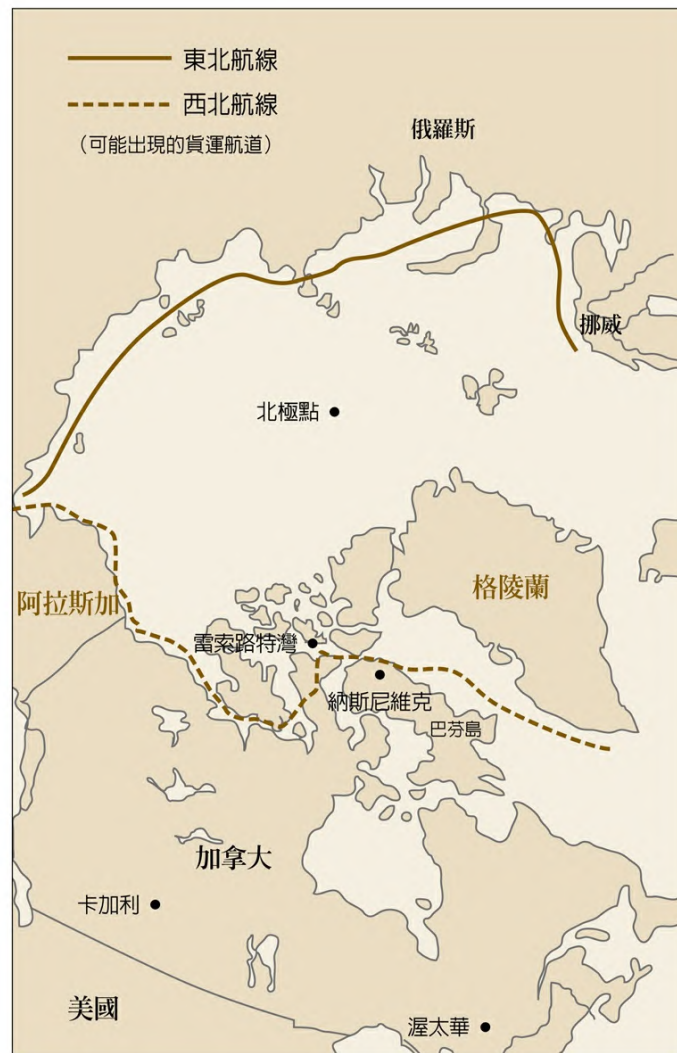 東北航線
西北航線
（可能出現的貨運航道）
俄羅斯
挪威
北極點
阿拉斯加
格陵蘭
雷索路特灣
納斯尼維克
巴芬島
加拿大
卡加利
美國
渥太華